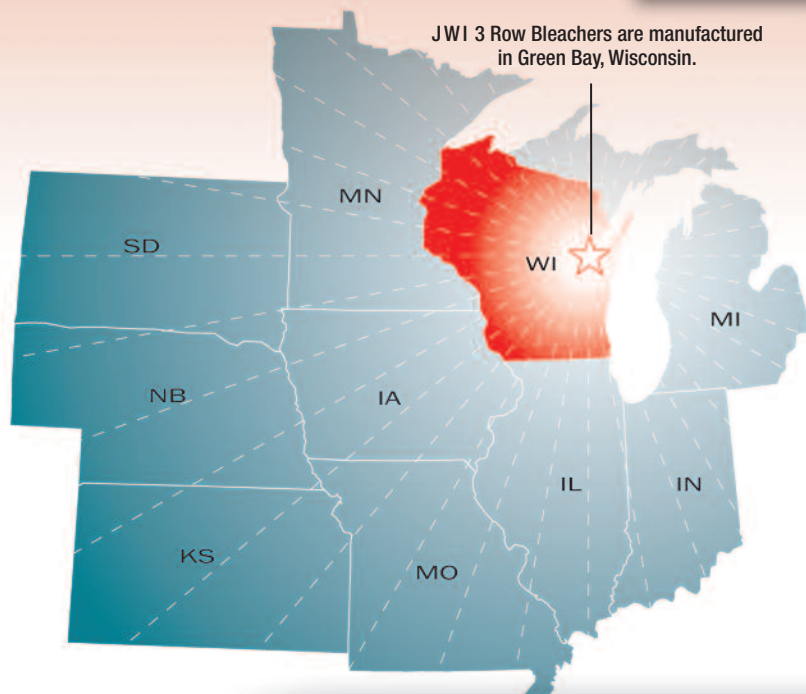 JWI 3 Row Bleachers are manufactured
in Green Bay, Wisconsin.
MN
SD
WI
MI
NB
IA
IL
IN
KS
MO